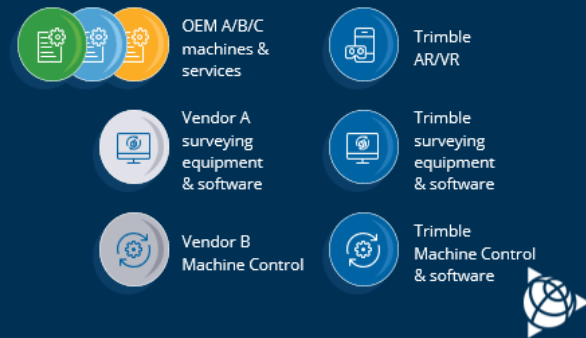 OEM A/B/C
machines &
services
Trimble
AR/VR
Vendor A
surveying
equipment
& software
Trimble
surveying
equipment
& software
Vendor B
Machine Control
Trimble
Machine Control
& software